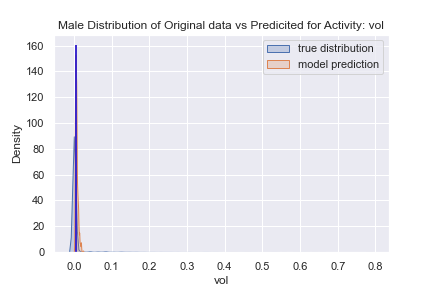 Male Distribution of Original data vs Predicited for Activity: vol
true distribution
model prediction
Density
160
140
120
100
80
60
40
20
0
0.0 0.1 0.2 0.3 0.4 0.5 0.6 0.7 0.8
vol